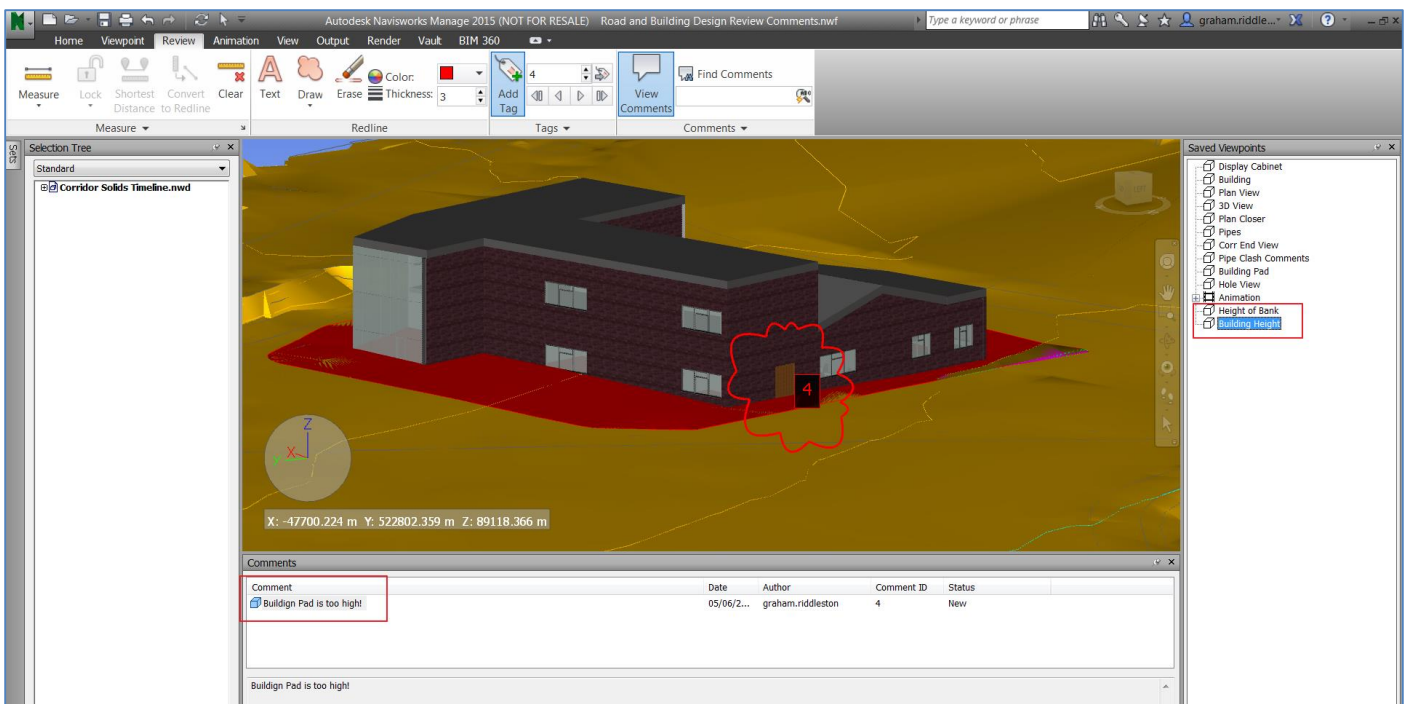 Autodesk Navisworks Manage 2015 (NOT FOR RESALE) Road and Building Design Review Comments.nwf
Type a keyword or phrase
graham.riddle...
Home Viewpoint Review Animation View Output Render Vault BIM 360
Color:
Thickness: 3
4
Find Comments
Measure Lock Shortest Distance Convert to Redline Clear Text Draw Erase Add Tag View Comments
Measure Redline Tags Comments
Sets
Selection Tree
Standard
Corridor Solids Timeline.nwd
4
Z
X
Y
X: -47700.224 m Y: 522802.359 m Z: 89118.366 m
Saved Viewpoints
Display Cabinet
Building
Plan View
3D View
Plan Closer
Pipes
Corr End View
Pipe Clash Comments
Building Pad
Hole View
Animation
Height of Bank
Building Height
Comments
Comment Date Author Comment ID Status
Buildign Pad is too high! 05/06/2... graham.riddleston 4 New
Buildign Pad is too high!